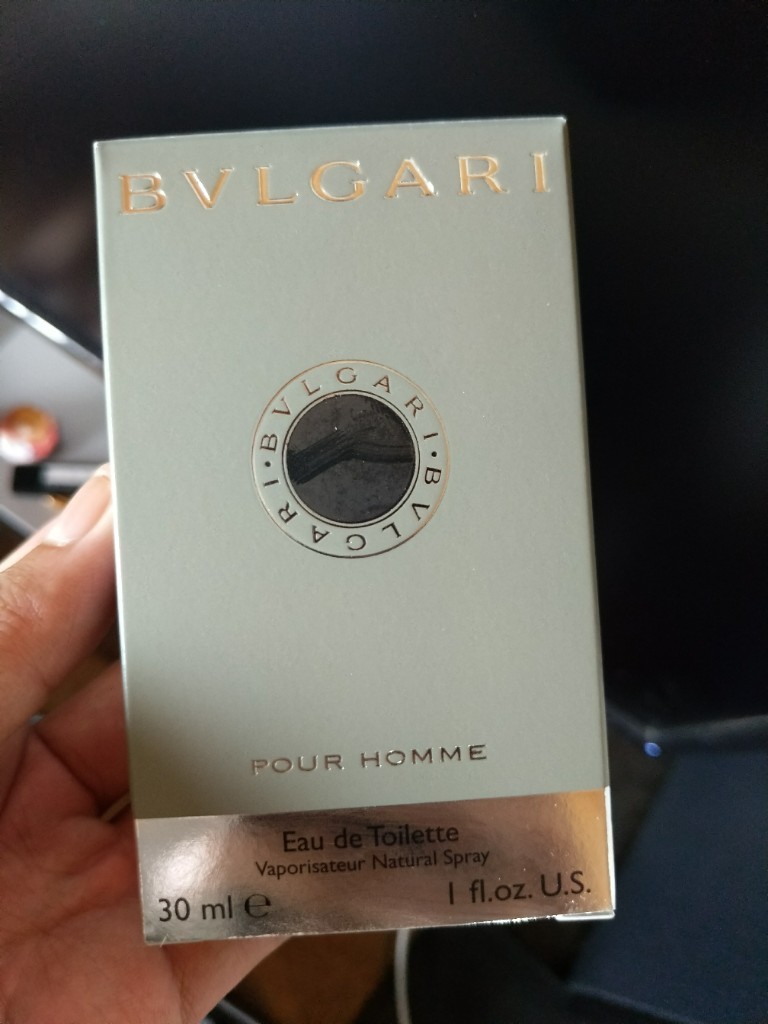 BVLGARI
BVLGARI · BVLGARI ·
POUR HOMME
Eau de Toilette
Vaporisateur Natural Spray
30 ml ℮
1 fl.oz. U.S.